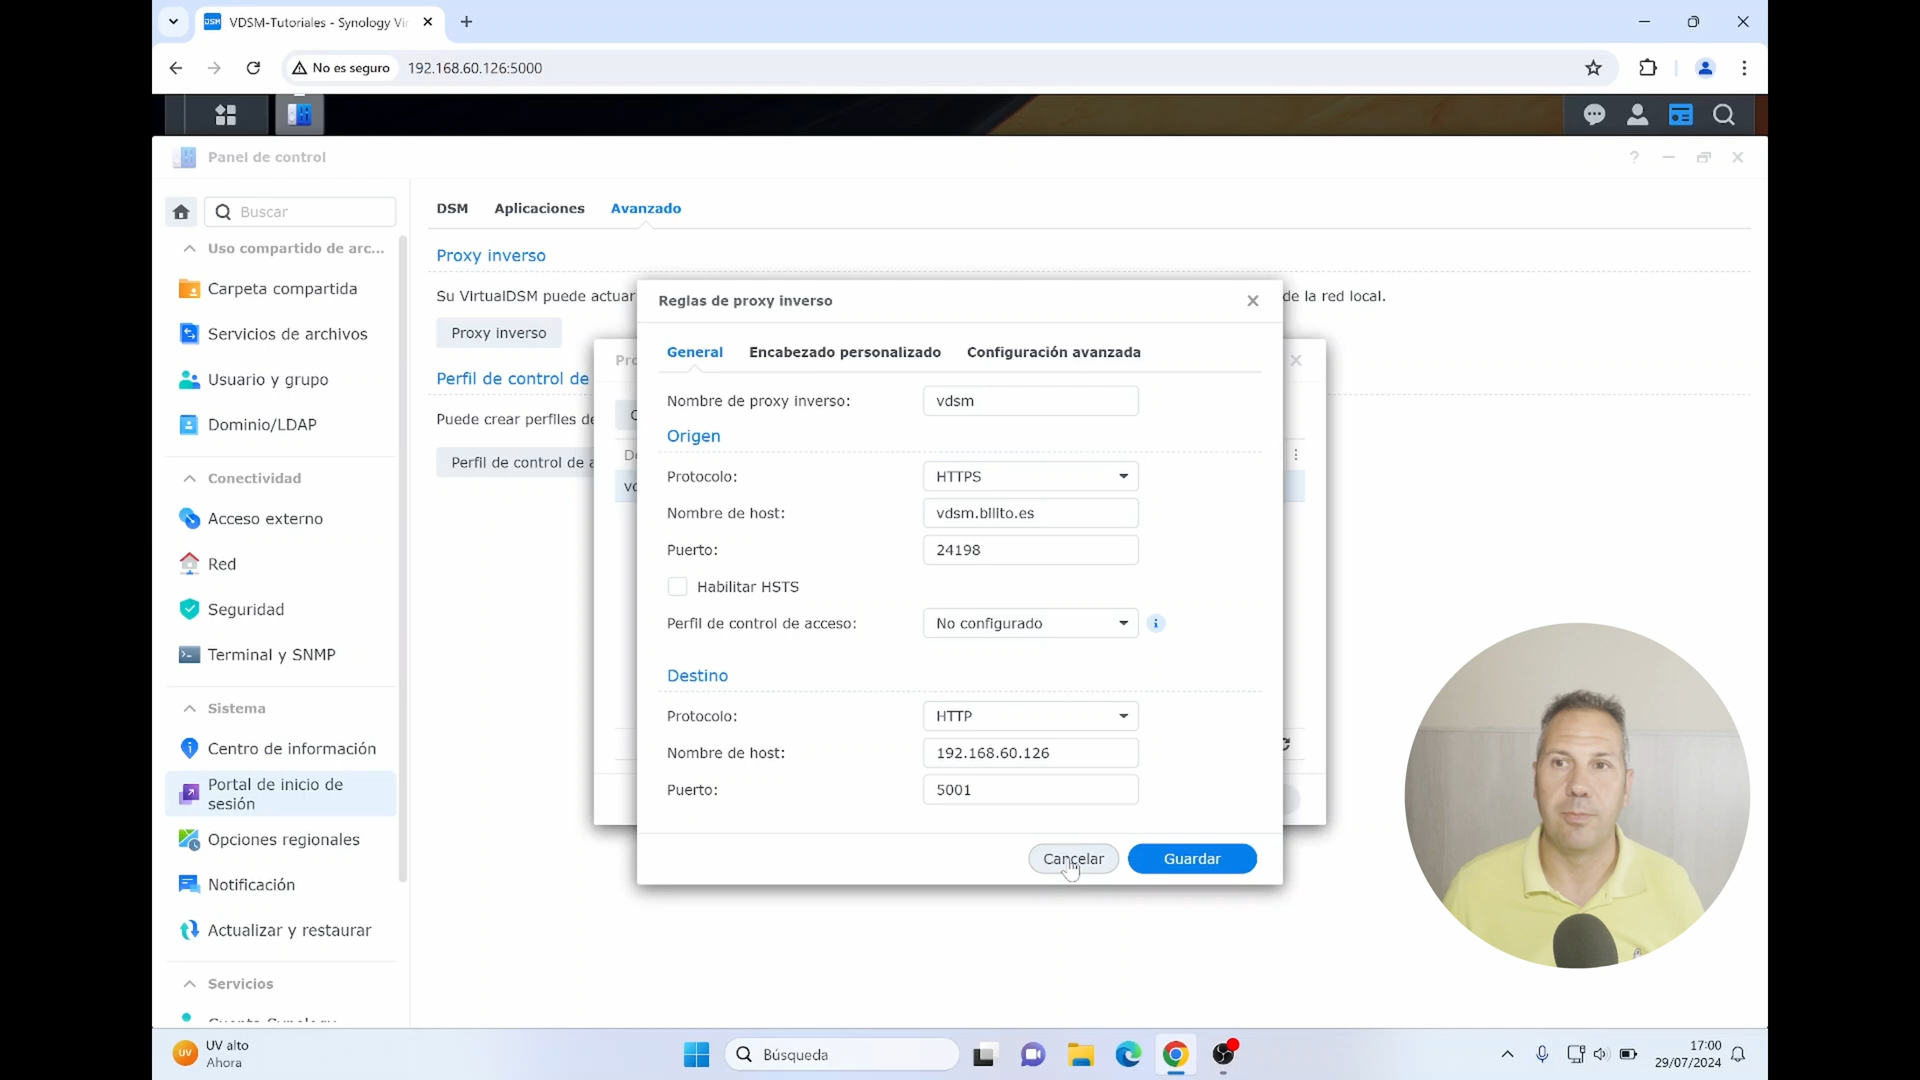 VDSM-Tutoriales - Synology Vir
No es seguro
192.168.60.126:5000
Panel de control
Buscar
DSM
Aplicaciones
Avanzado
Uso compartido de arc...
Carpeta compartida
Servicios de archivos
Usuario y grupo
Dominio/LDAP
Conectividad
Acceso externo
Red
Seguridad
Terminal y SNMP
Sistema
Centro de información
Portal de inicio de
sesión
Opciones regionales
Notificación
Actualizar y restaurar
Servicios
Proxy inverso
Su VirtualDSM puede actuar
de la red local.
Proxy inverso
Perfil de control de
Puede crear perfiles de
Perfil de control de a
Reglas de proxy inverso
General
Encabezado personalizado
Configuración avanzada
Nombre de proxy inverso:
vdsm
Origen
Protocolo:
HTTPS
Nombre de host:
vdsm.billto.es
Puerto:
24198
Habilitar HSTS
Perfil de control de acceso:
No configurado
Destino
Protocolo:
HTTP
Nombre de host:
192.168.60.126
Puerto:
5001
Cancelar
Guardar
UV
UV alto
Ahora
Búsqueda
17:00
29/07/2024